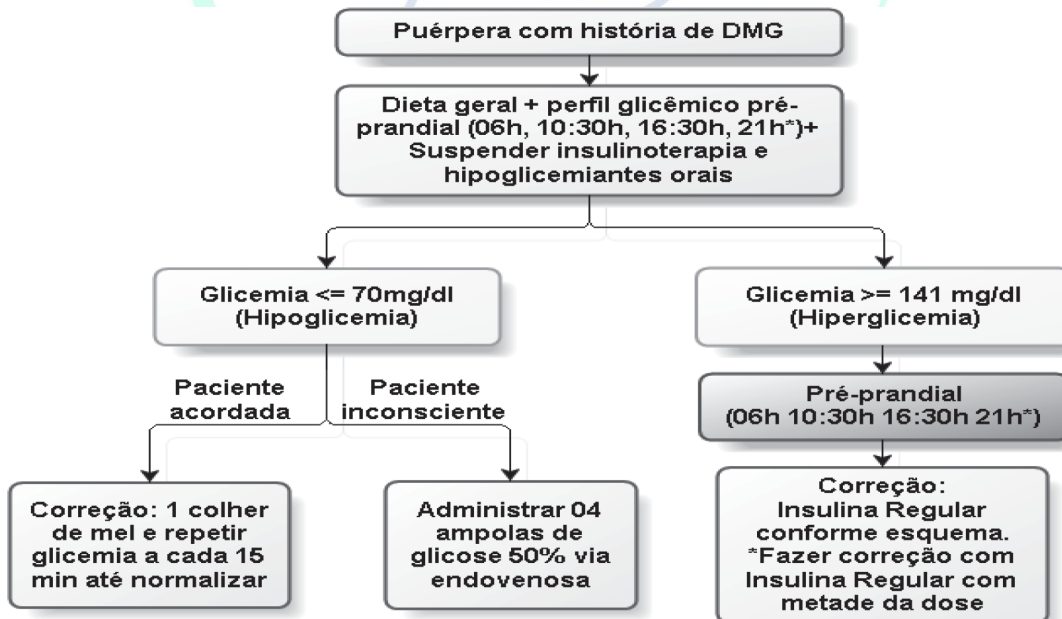 Puérpera com história de DMG
Dieta geral + perfil glicêmico pré-
prandial (06h, 10:30h, 16:30h, 21h*)+
Suspender insulinoterapia e
hipoglicemiantes orais
Glicemia <= 70mg/dl
(Hipoglicemia)
Glicemia >= 141 mg/dl
(Hiperglicemia)
Paciente
acordada
Paciente
inconsciente
Pré-prandial
(06h 10:30h 16:30h 21h*)
Correção: 1 colher
de mel e repetir
glicemia a cada 15
min até normalizar
Administrar 04
ampolas de
glicose 50% via
endovenosa
Correção:
Insulina Regular
conforme esquema.
*Fazer correção com
Insulina Regular com
metade da dose